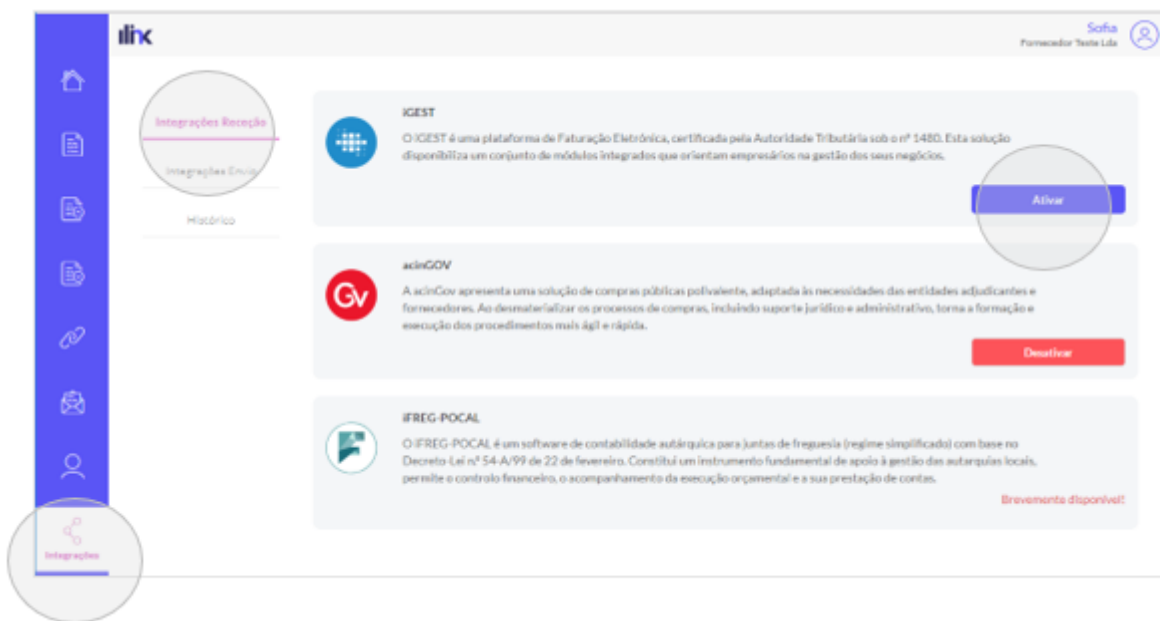 ilink
Sofia
Fornecedor Teste Lda
Integrações Receção
Integrações Envio
Histórico
iGEST
O iGEST é uma plataforma de Faturação Eletrónica, certificada pela Autoridade Tributária sob o nº 1480. Esta solução
disponibiliza um conjunto de módulos integrados que orientam empresários na gestão dos seus negócios.
Ativar
acinGOV
A acinGov apresenta uma solução de compras públicas polivalente, adaptada às necessidades das entidades adjudicantes e
fornecedores. Ao desmaterializar os processos de compras, incluindo suporte jurídico e administrativo, torna a formação e
execução dos procedimentos mais ágil e rápida.
Desativar
Gv
iFREG-POCAL
O iFREG-POCAL é um software de contabilidade autárquica para juntas de freguesia (regime simplificado) com base no
Decreto-Lei nº 54-A/99 de 22 de fevereiro. Constitui um instrumento fundamental de apoio à gestão das autarquias locais,
permite o controlo financeiro, o acompanhamento da execução orçamental e a sua prestação de contas.
Brevemente disponível!
Integrações